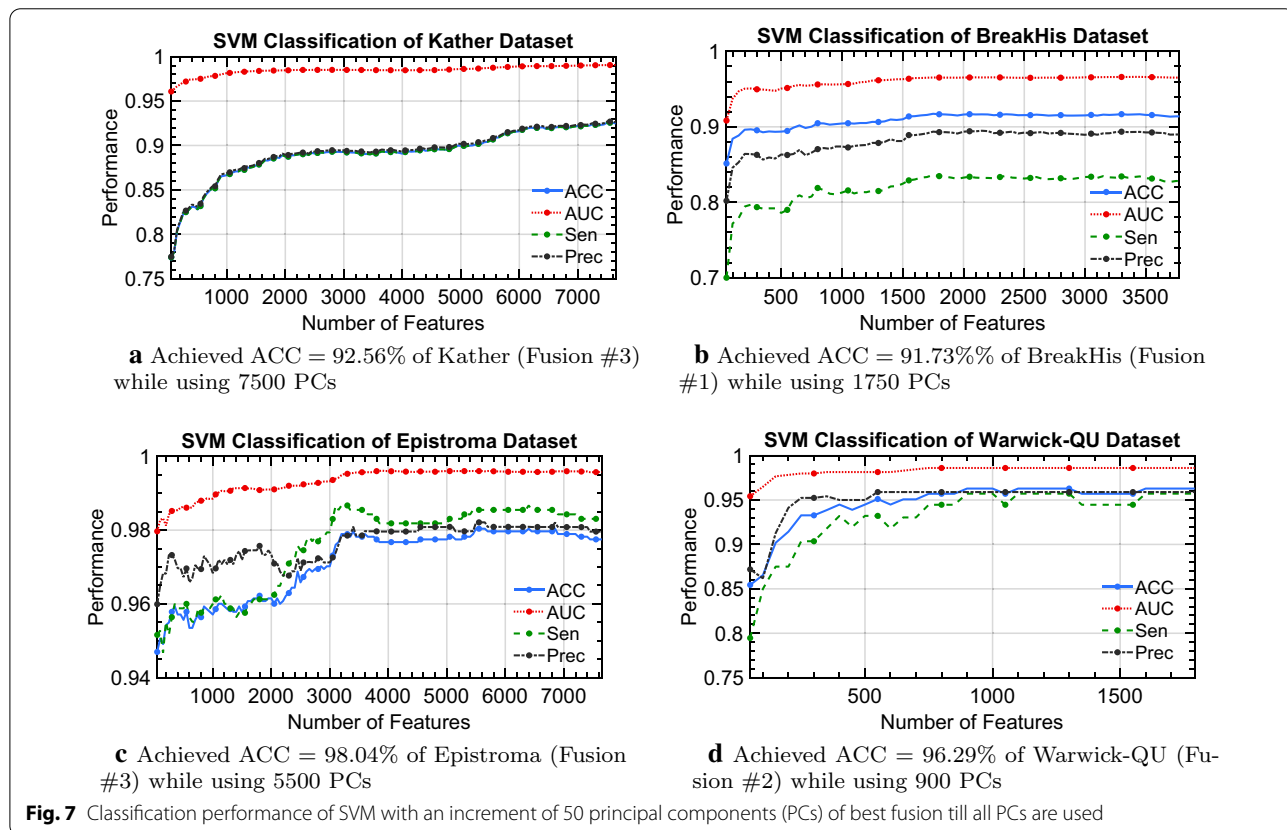 SVM Classification of Kather Dataset
Performance
1
0.95
0.9
0.85
0.8
0.75
ACC
AUC
Sen
Prec
1000 2000 3000 4000 5000 6000 7000
Number of Features
a Achieved ACC = 92.56% of Kather (Fusion #3)
while using 7500 PCs
SVM Classification of BreakHis Dataset
Performance
1
0.9
0.8
0.7
ACC
AUC
Sen
Prec
500 1000 1500 2000 2500 3000 3500
Number of Features
b Achieved ACC = 91.73%% of BreakHis (Fusion
#1) while using 1750 PCs
SVM Classification of Epistroma Dataset
Performance
1
0.98
0.96
0.94
ACC
AUC
Sen
Prec
1000 2000 3000 4000 5000 6000 7000
Number of Features
c Achieved ACC = 98.04% of Epistroma (Fusion
#3) while using 5500 PCs
SVM Classification of Warwick-QU Dataset
Performance
1
0.95
0.9
0.85
0.8
0.75
ACC
AUC
Sen
Prec
500 1000 1500
Number of Features
d Achieved ACC = 96.29% of Warwick-QU (Fu-
sion #2) while using 900 PCs
Fig. 7 Classification performance of SVM with an increment of 50 principal components (PCs) of best fusion till all PCs are used